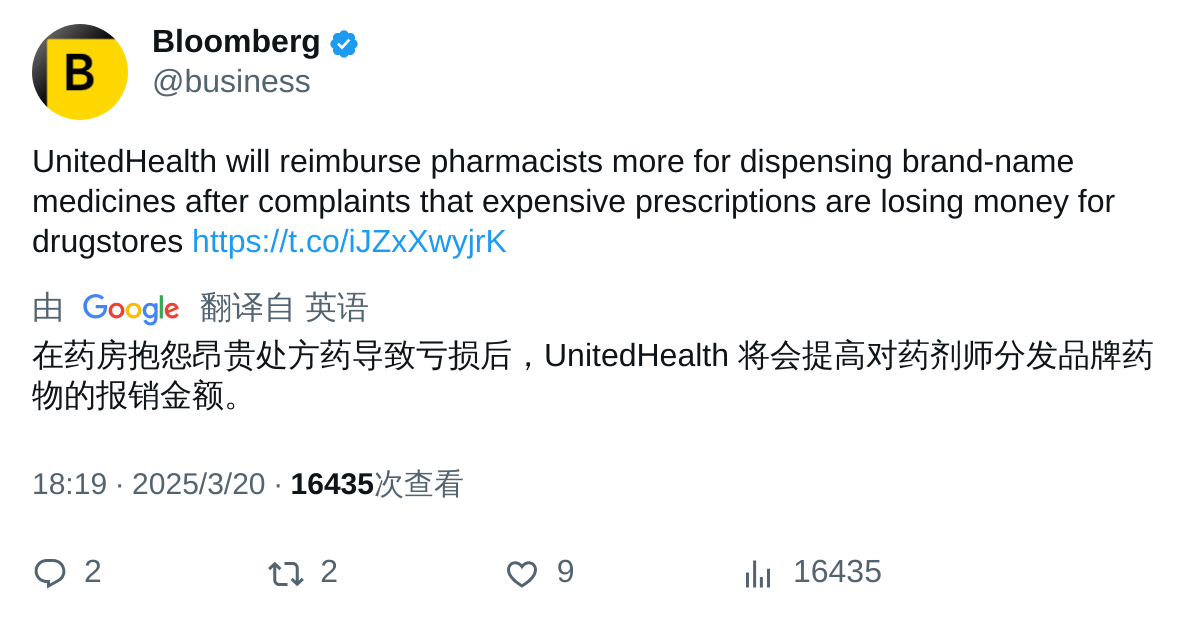 B
Bloomberg
@business
UnitedHealth will reimburse pharmacists more for dispensing brand-name
medicines after complaints that expensive prescriptions are losing money for
drugstores https://t.co/iJZxXwyjrK
由 Google 翻译自 英语
在药房抱怨昂贵处方药导致亏损后，UnitedHealth 将会提高对药剂师分发品牌药
物的报销金额。
18:19 · 2025/3/20 · 16435次查看
2 2 9 16435